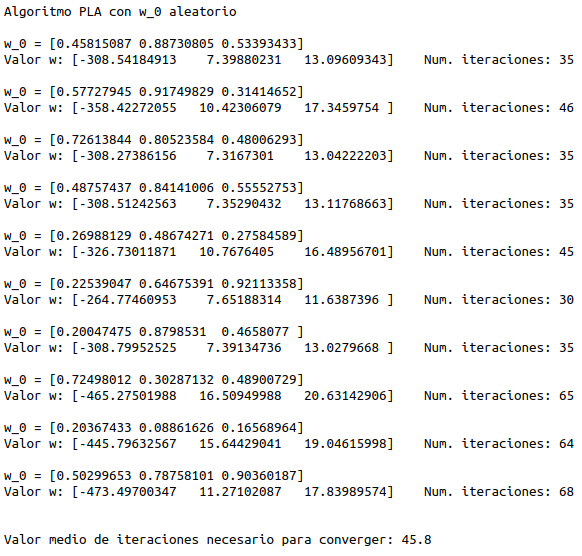 Algoritmo PLA con w_0 aleatorio
w_0 = [0.45815087 0.88730805 0.53393433]
Valor w: [-308.54184913    7.39880231   13.09609343]    Num. iteraciones: 35
w_0 = [0.57727945 0.91749829 0.31414652]
Valor w: [-358.42272055   10.42306079   17.3459754 ]    Num. iteraciones: 46
w_0 = [0.72613844 0.80523584 0.48006293]
Valor w: [-308.27386156    7.3167301    13.04222203]    Num. iteraciones: 35
w_0 = [0.48757437 0.84141006 0.55552753]
Valor w: [-308.51242563    7.35290432   13.11768663]    Num. iteraciones: 35
w_0 = [0.26988129 0.48674271 0.27584589]
Valor w: [-326.73011871   10.7676405    16.48956701]    Num. iteraciones: 45
w_0 = [0.22539047 0.64675391 0.92113358]
Valor w: [-264.77460953    7.65188314   11.6387396 ]    Num. iteraciones: 30
w_0 = [0.20047475 0.8798531  0.4658077 ]
Valor w: [-308.79952525    7.39134736   13.0279668 ]    Num. iteraciones: 35
w_0 = [0.72498012 0.30287132 0.48900729]
Valor w: [-465.27501988   16.50949988   20.63142906]    Num. iteraciones: 65
w_0 = [0.20367433 0.08861626 0.16568964]
Valor w: [-445.79632567   15.64429041   19.04615998]    Num. iteraciones: 64
w_0 = [0.50299653 0.78758101 0.90360187]
Valor w: [-473.49700347   11.27102087   17.83989574]    Num. iteraciones: 68
Valor medio de iteraciones necesario para converger: 45.8